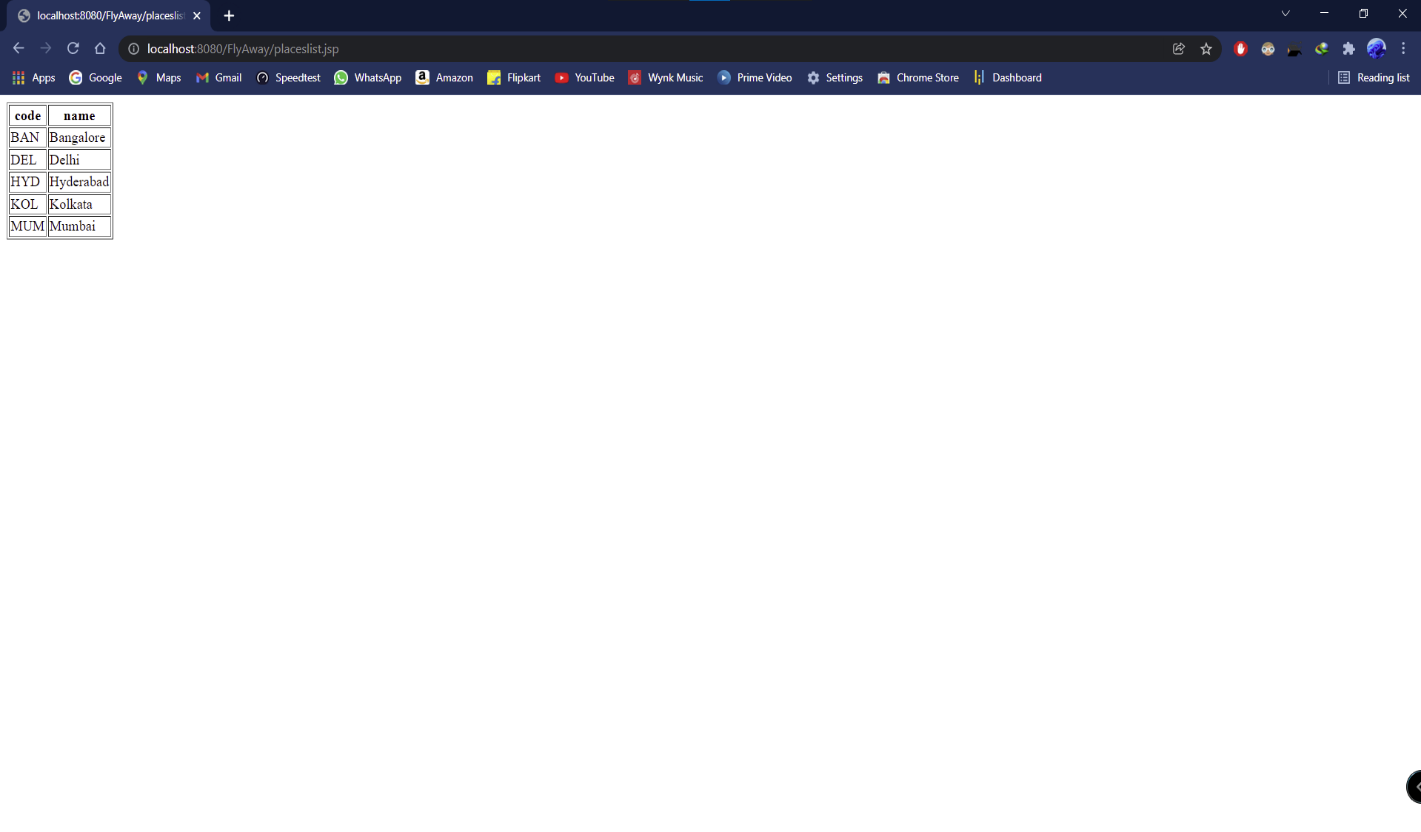 localhost:8080/FlyAway/placeslist
localhost:8080/FlyAway/placeslist.jsp
Apps Google Maps Gmail Speedtest WhatsApp Amazon Flipkart YouTube Wynk Music Prime Video Settings Chrome Store Dashboard Reading list
code name
BAN Bangalore
DEL Delhi
HYD Hyderabad
KOL Kolkata
MUM Mumbai